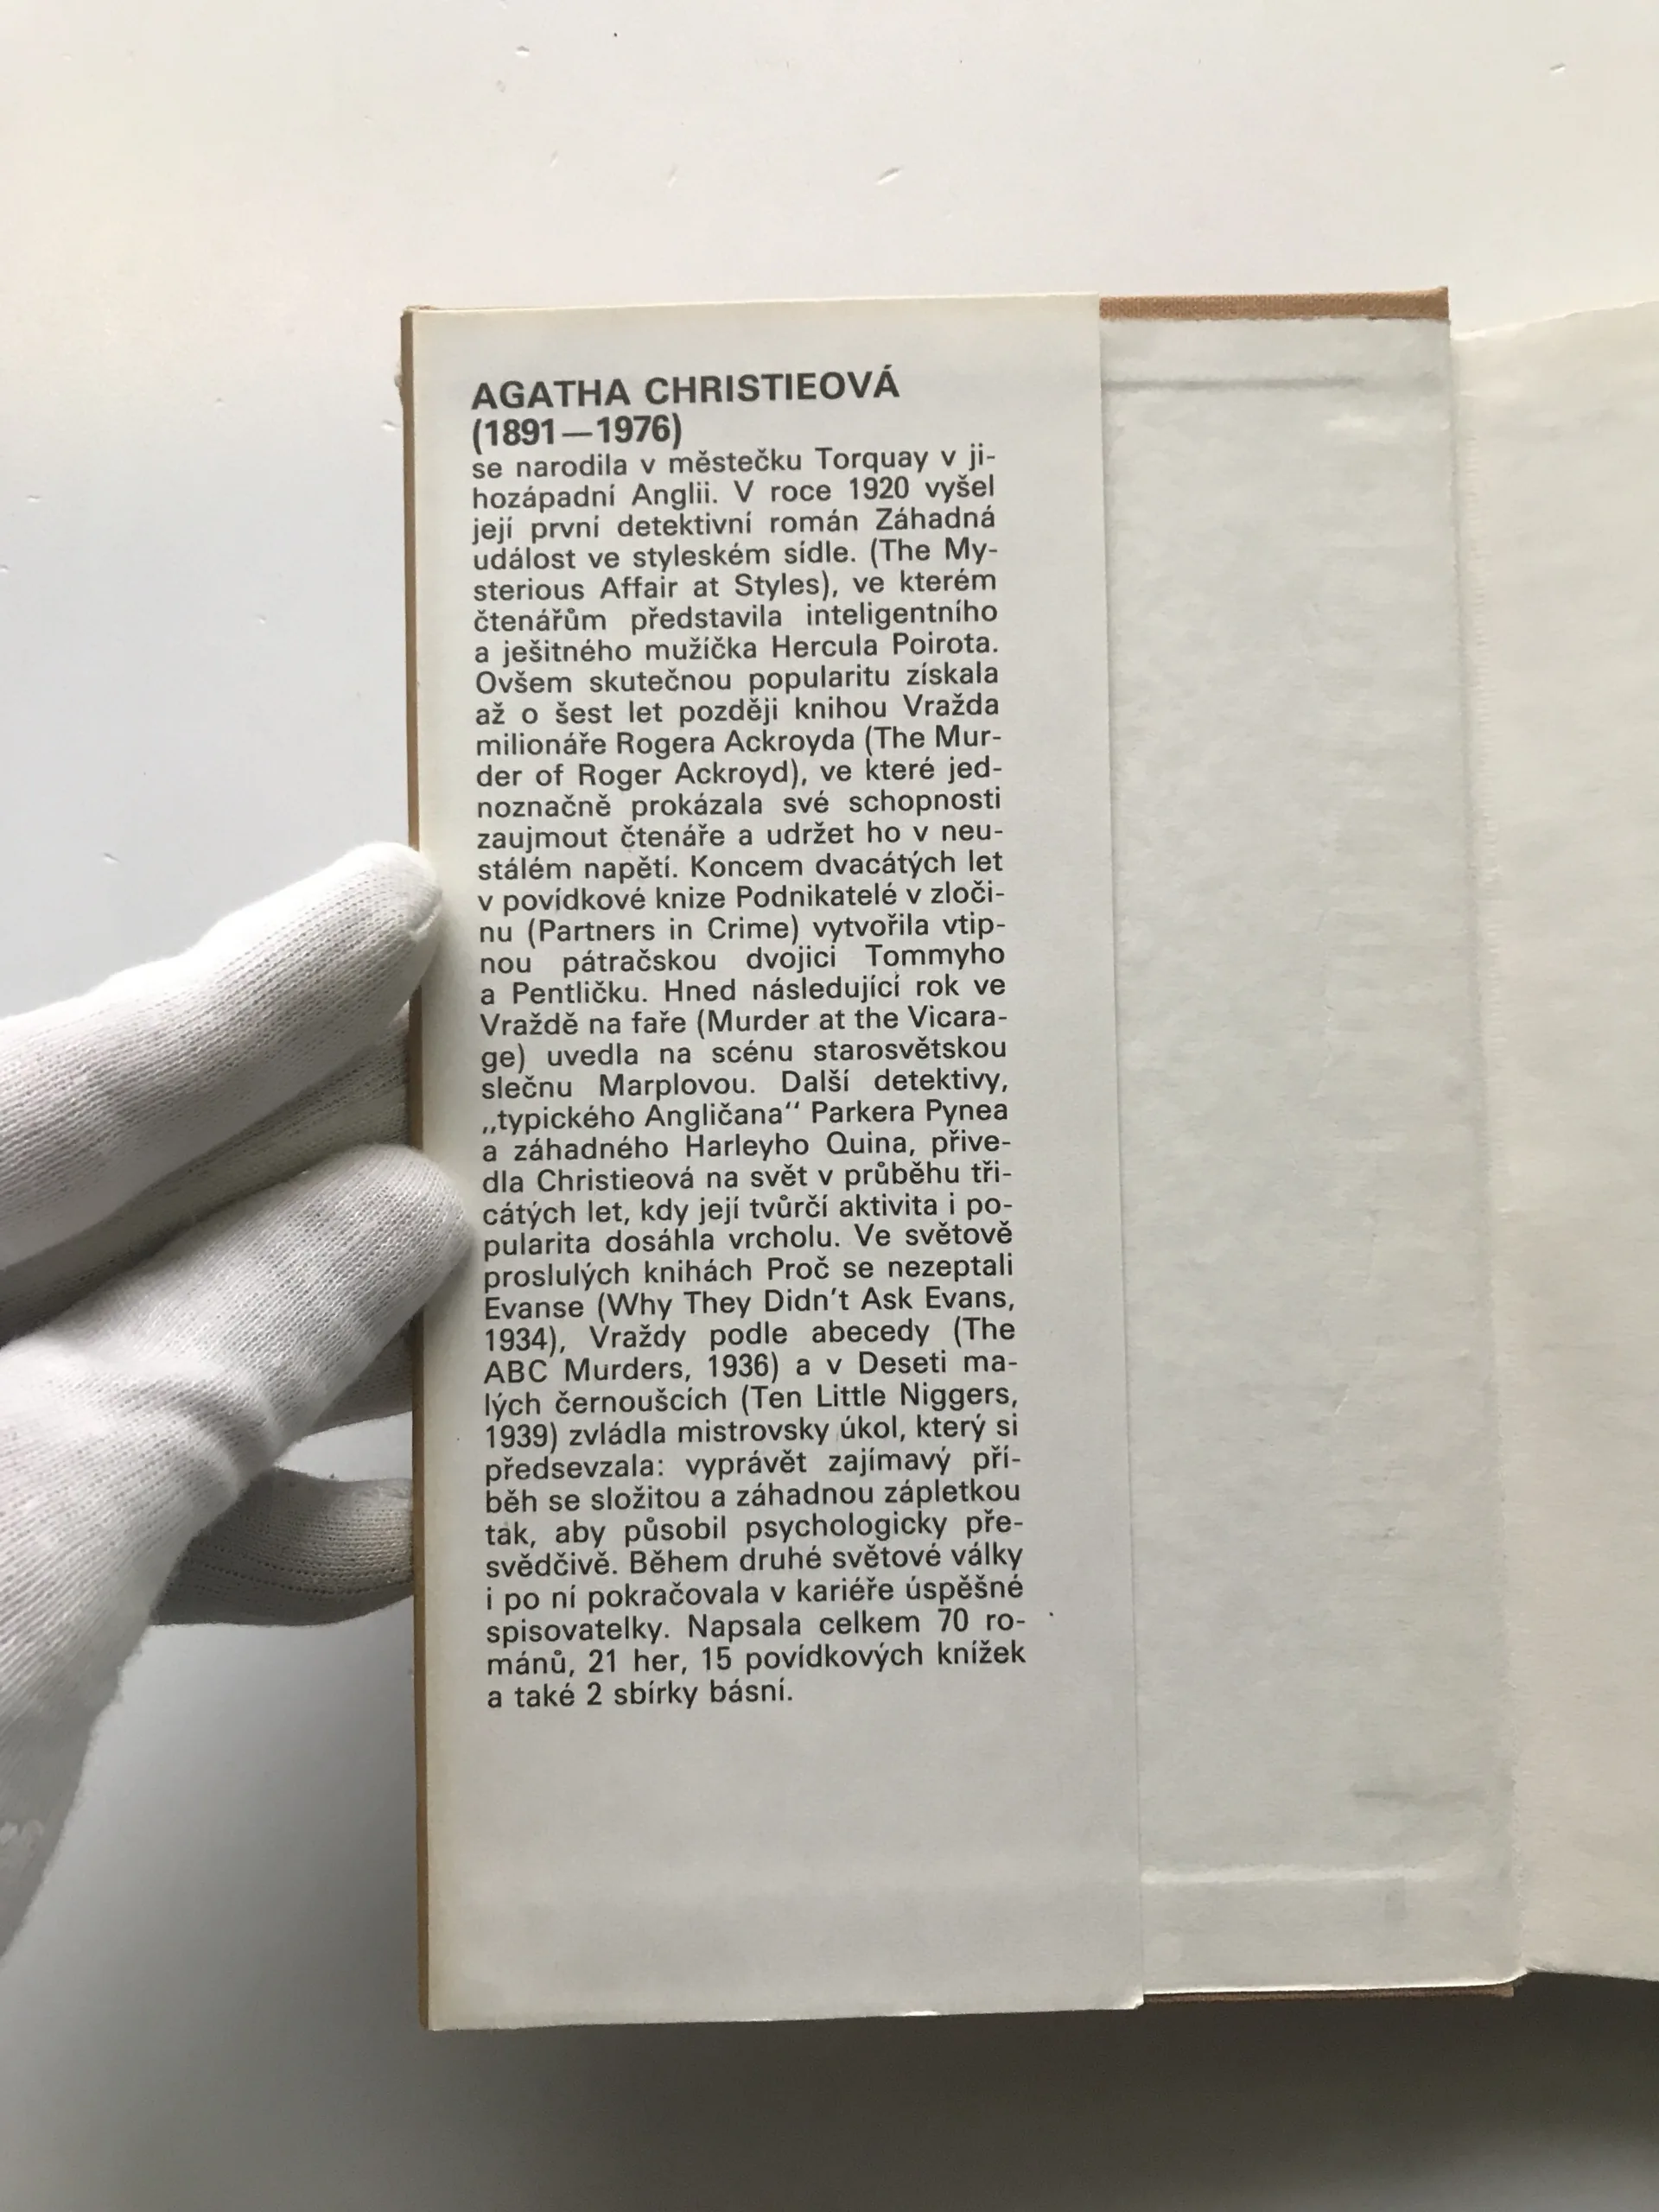 AGATHA CHRISTIEOVÁ
(1891—1976)
se narodila v městečku Torquay v ji-
hozápadní Anglii. V roce 1920 vyšel
její první detektivní román Záhadná
událost ve styleském sídle. (The My-
sterious Affair at Styles), ve kterém
čtenářům představila inteligentního
a ješitného mužíčka Hercula Poirota.
Ovšem skutečnou popularitu získala
až o šest let později knihou Vražda
milionáře Rogera Ackroyda (The Mur-
der of Roger Ackroyd), ve které jed-
noznačně prokázala své schopnosti
zaujmout čtenáře a udržet ho v neu-
stálém napětí. Koncem dvacátých let
v povídkové knize Podnikatelé v zloči-
nu (Partners in Crime) vytvořila vtip-
nou pátračskou dvojici Tommyho
a Pentličku. Hned následující rok ve
Vraždě na faře (Murder at the Vicara-
ge) uvedla na scénu starosvětskou
slečnu Marplovou. Další detektivy,
„typického Angličana“ Parkera Pynea
a záhadného Harleyho Quina, přive-
dla Christieová na svět v průběhu tři-
cátých let, kdy její tvůrčí aktivita i po-
pularita dosáhla vrcholu. Ve světově
proslulých knihách Proč se nezeptali
Evanse (Why They Didn't Ask Evans,
1934), Vraždy podle abecedy (The
ABC Murders, 1936) a v Deseti ma-
lých černoušcích (Ten Little Niggers,
1939) zvládla mistrovsky úkol, který si
předsevzala: vyprávět zajímavý pří-
běh se složitou a záhadnou zápletkou
tak, aby působil psychologicky pře-
svědčivě. Během druhé světové války
i po ní pokračovala v kariéře úspěšné
spisovatelky. Napsala celkem 70 ro-
mánů, 21 her, 15 povídkových knížek
a také 2 sbírky básní.